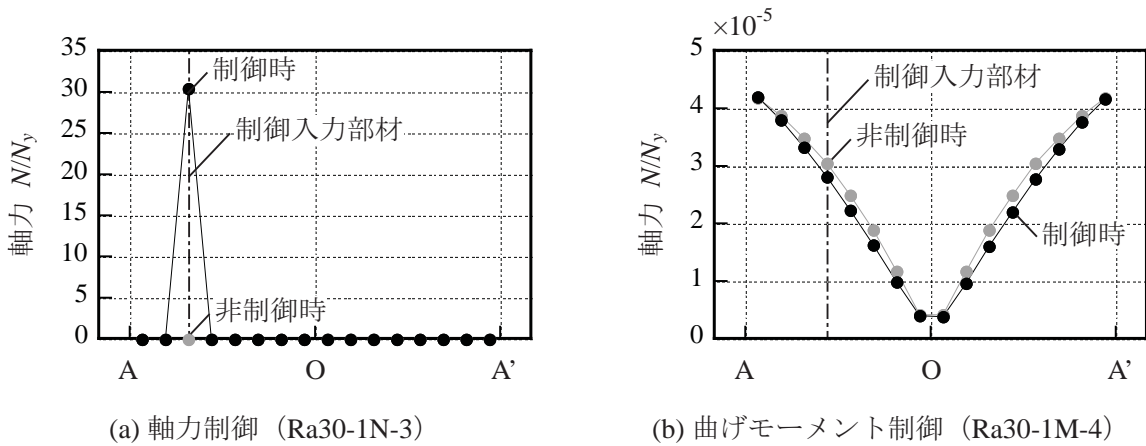 35
30
25
20
15
10
5
0
軸力 N/Ny
制御時
制御入力部材
非制御時
A
O
A’
(a) 軸力制御（Ra30-1N-3）
×10-5
5
4
3
2
1
0
軸力 N/Ny
制御入力部材
非制御時
制御時
A
O
A’
(b) 曲げモーメント制御（Ra30-1M-4）